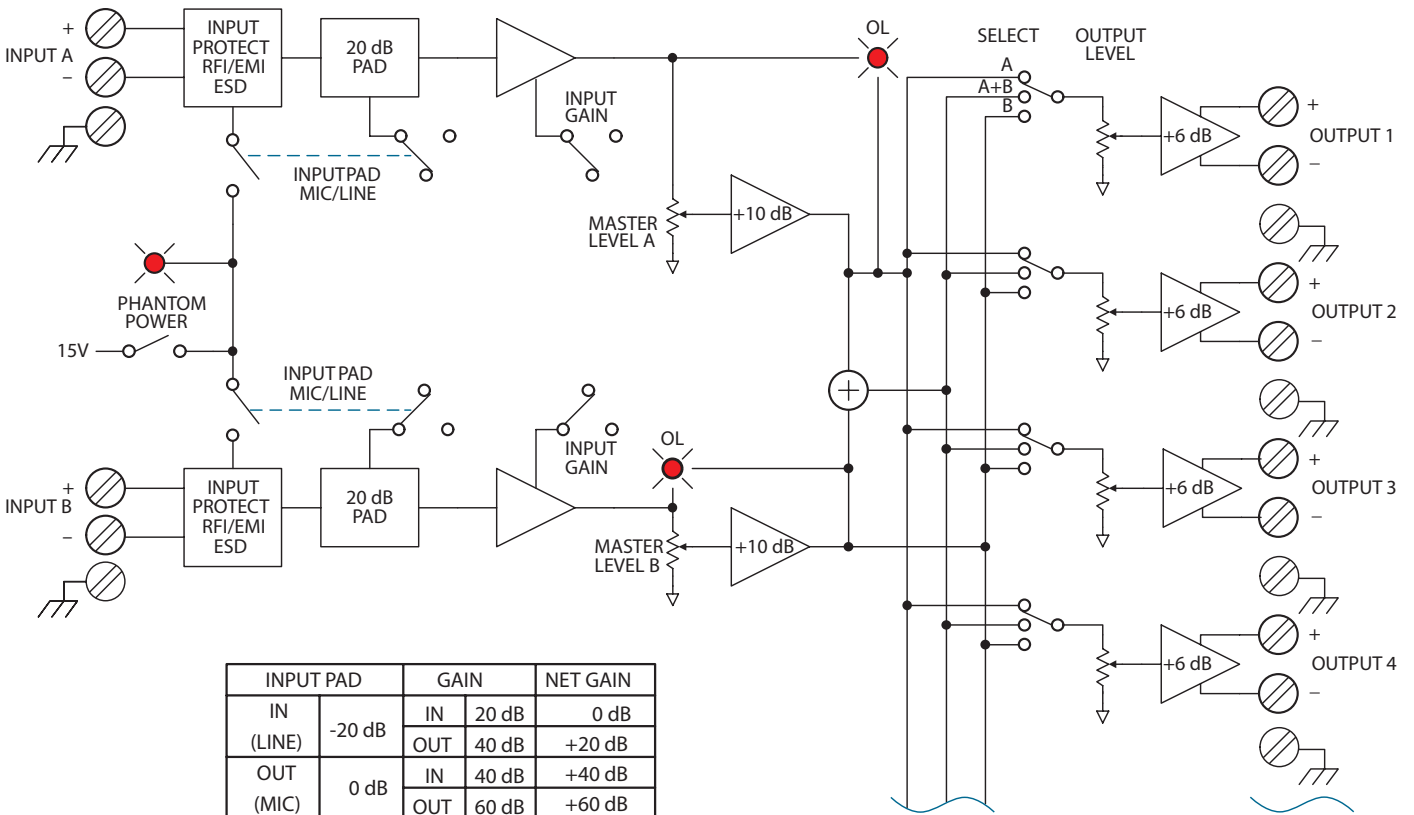 +
INPUT A
−
INPUT
PROTECT
RFI/EMI
ESD
20 dB
PAD
INPUT
GAIN
INPUTPAD
MIC/LINE
OL
SELECT
OUTPUT
LEVEL
A
A+B
B
+6 dB
+
OUTPUT 1
−
MASTER
LEVEL A
+10 dB
PHANTOM
POWER
15V
+6 dB
+
OUTPUT 2
−
INPUT PAD
MIC/LINE
INPUT
GAIN
OL
+
+
INPUT B
−
INPUT
PROTECT
RFI/EMI
ESD
20 dB
PAD
MASTER
LEVEL B
+10 dB
+6 dB
+
OUTPUT 3
−
+6 dB
+
OUTPUT 4
−
INPUT PAD GAIN NET GAIN
IN (LINE) -20 dB IN 20 dB 0 dB
OUT 40 dB +20 dB
OUT (MIC) 0 dB IN 40 dB +40 dB
OUT 60 dB +60 dB